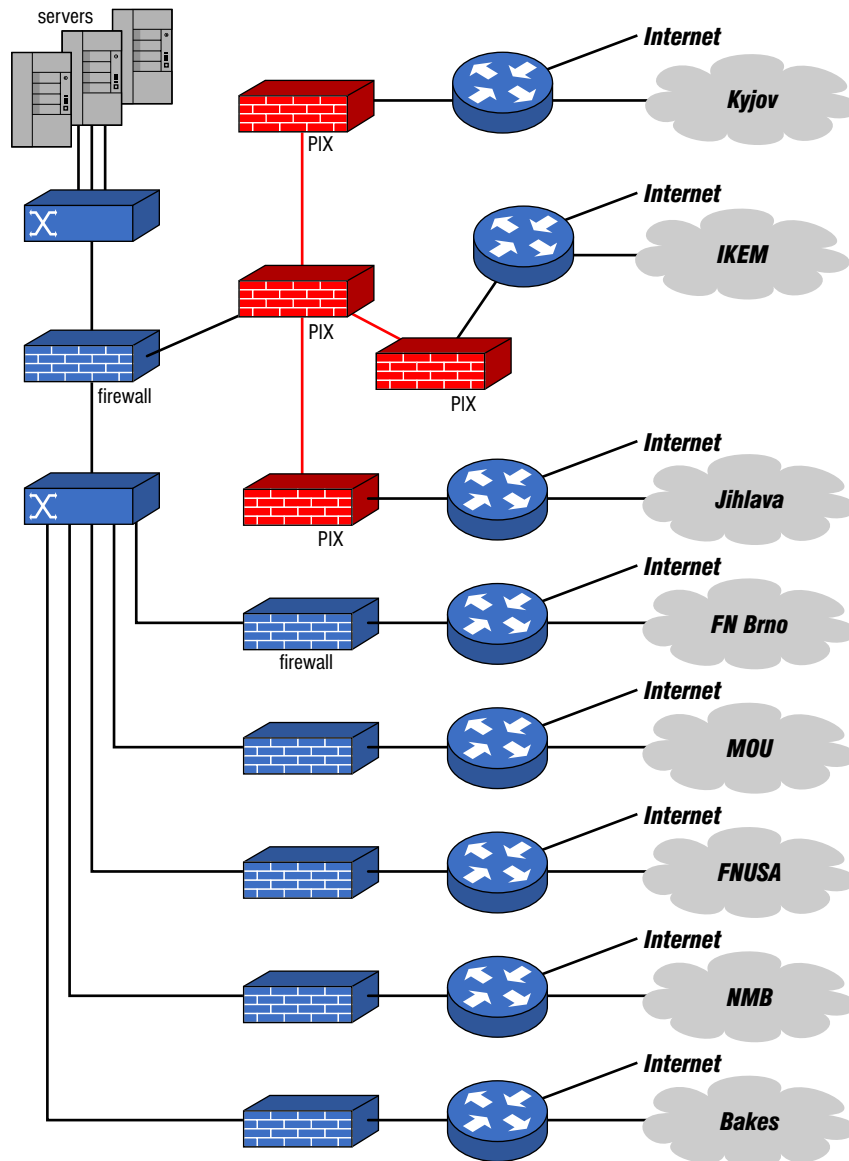 servers
Internet
Kyjov
PIX
Internet
IKEM
PIX
firewall
PIX
Internet
Jihlava
PIX
Internet
FN Brno
firewall
Internet
MOU
Internet
FNUSA
Internet
NMB
Internet
Bakes